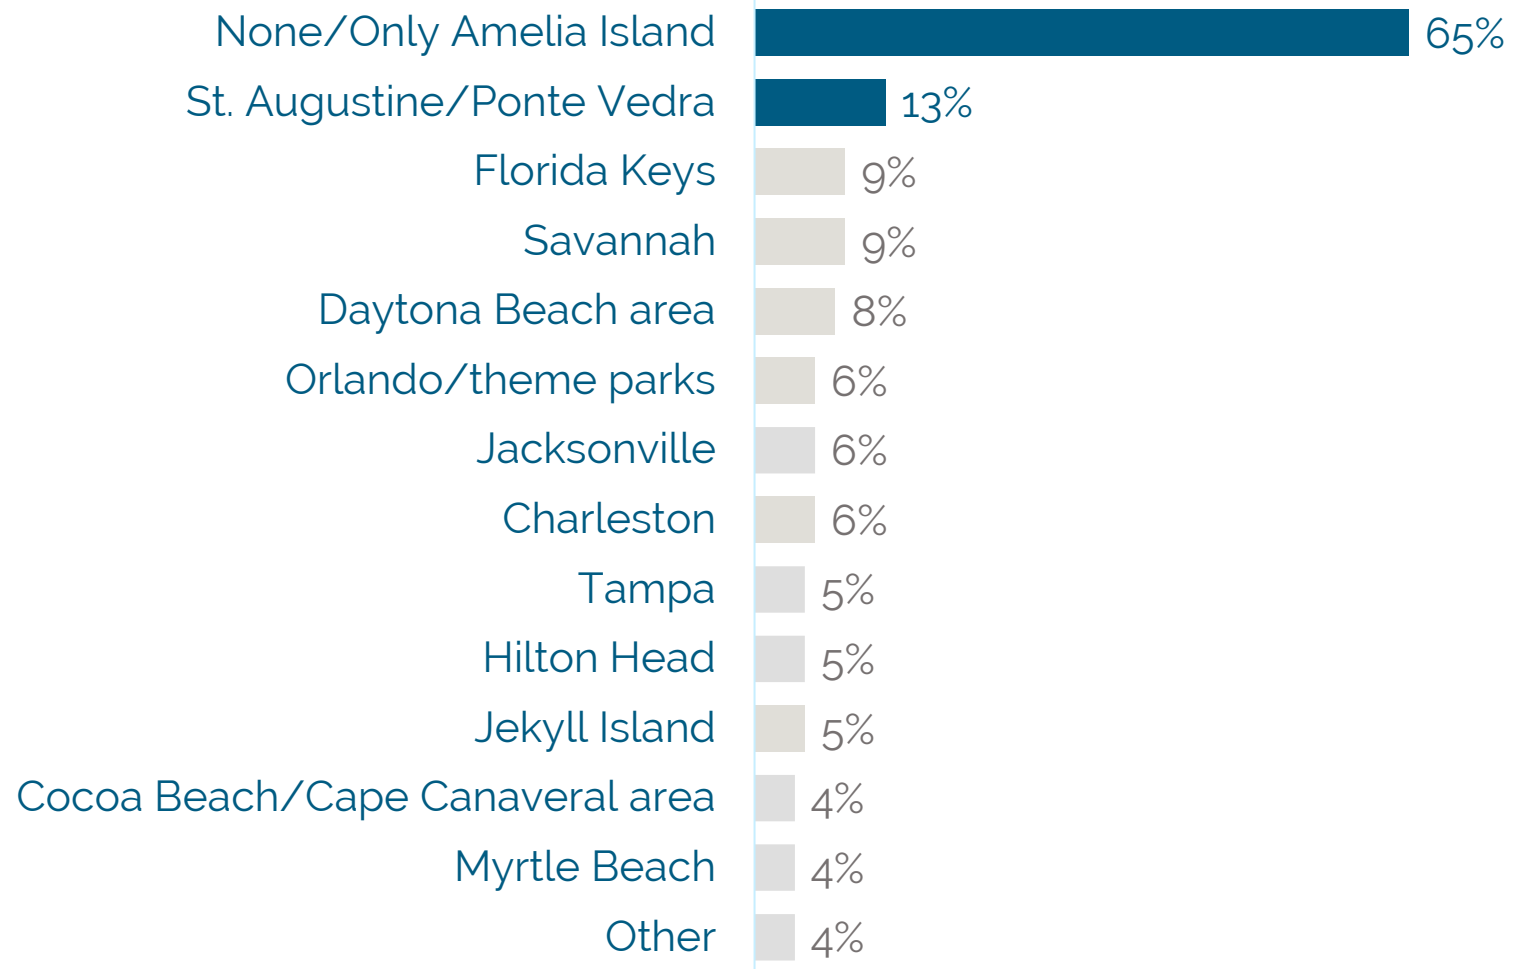 None/Only Amelia Island 65%
St. Augustine/Ponte Vedra 13%
Florida Keys 9%
Savannah 9%
Daytona Beach area 8%
Orlando/theme parks 6%
Jacksonville 6%
Charleston 6%
Tampa 5%
Hilton Head 5%
Jekyll Island 5%
Cocoa Beach/Cape Canaveral area 4%
Myrtle Beach 4%
Other 4%